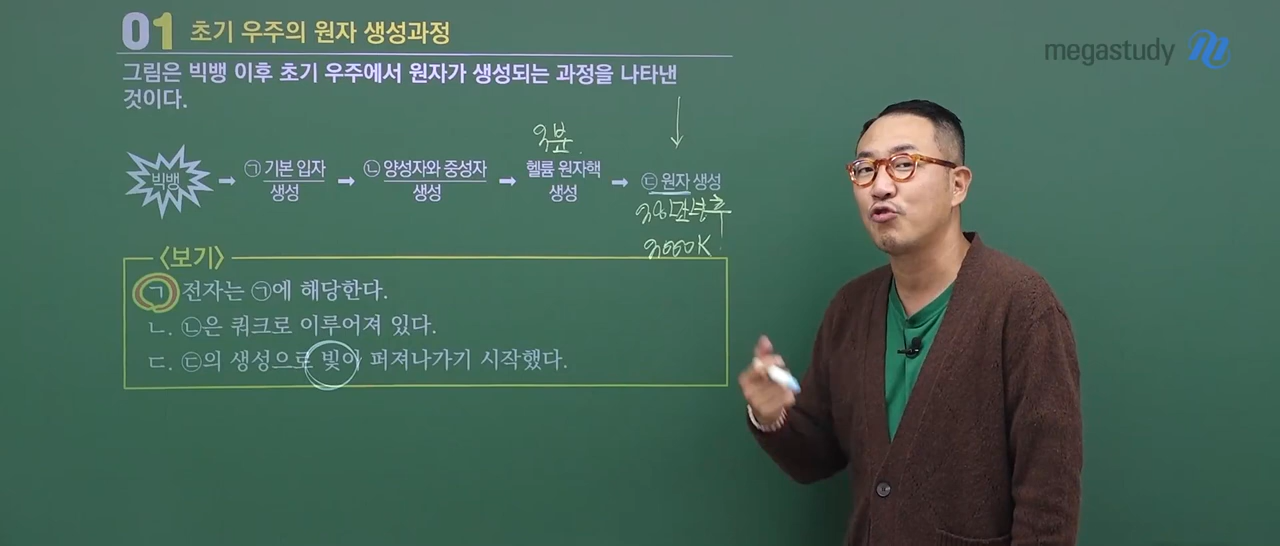 01 초기 우주의 원자 생성과정
megastudy
그림은 빅뱅 이후 초기 우주에서 원자가 생성되는 과정을 나타낸
것이다.
3분
빅뱅 → ㉠ 기본 입자 → ㉡ 양성자와 중성자 → 헬륨 원자핵 → ㉢ 원자 생성
생성 생성 생성
3000K
<보기>
ㄱ 전자는 ㉠에 해당한다.
ㄴ. ㉡은 쿼크로 이루어져 있다.
ㄷ. ㉢의 생성으로 빛이 퍼져나가기 시작했다.